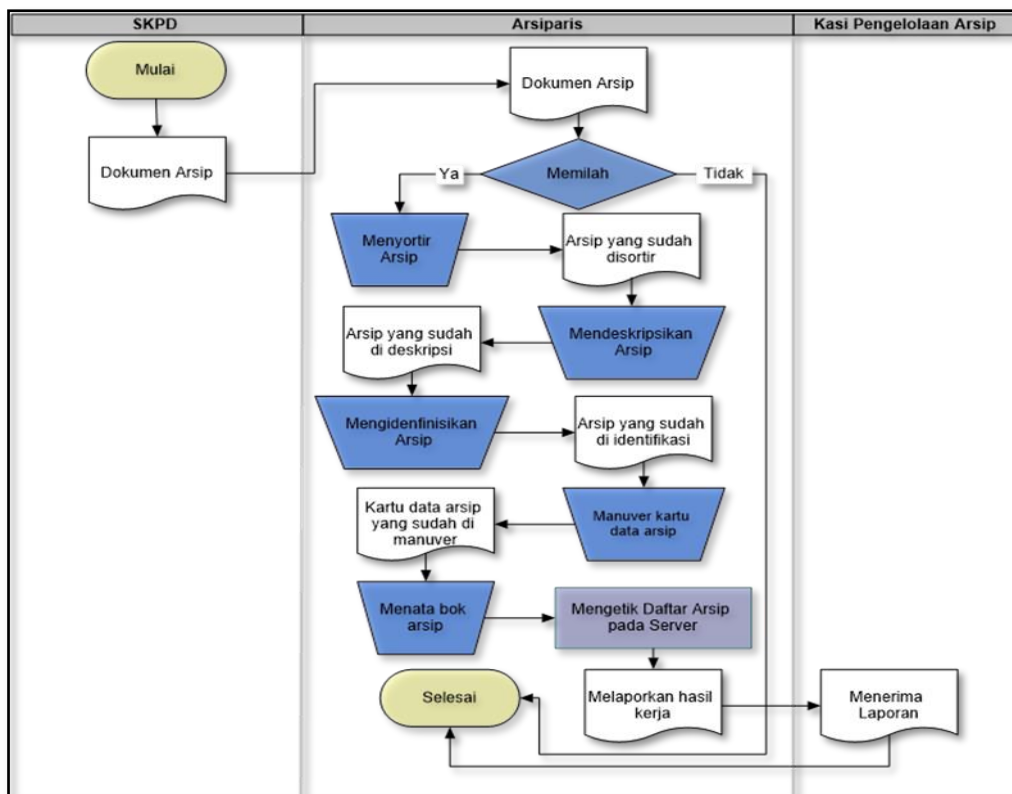 SKPD
Arsiparis
Kasi Pengelolaan Arsip
Mulai
Dokumen Arsip
Dokumen Arsip
Memilah
Ya
Tidak
Menyortir
Arsip
Arsip yang sudah
disortir
Mendeskripsikan
Arsip
Arsip yang sudah
di deskripsi
Mengidenfinisikan
Arsip
Arsip yang sudah
di identifikasi
Manuver kartu
data arsip
Kartu data arsip
yang sudah di
manuver
Menata bok
arsip
Mengetik Daftar Arsip
pada Server
Melaporkan hasil
kerja
Menerima
Laporan
Selesai